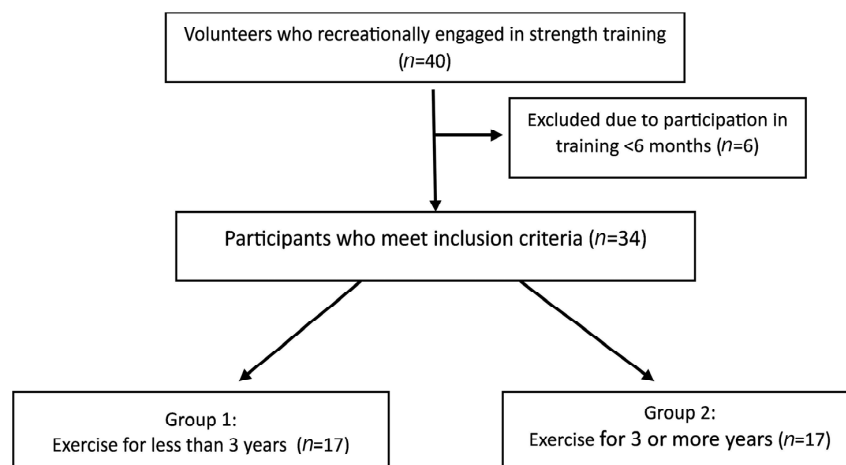 Volunteers who recreationally engaged in strength training
(n=40)
Excluded due to participation in
training <6 months (n=6)
Participants who meet inclusion criteria (n=34)
Group 1:
Exercise for less than 3 years (n=17)
Group 2:
Exercise for 3 or more years (n=17)